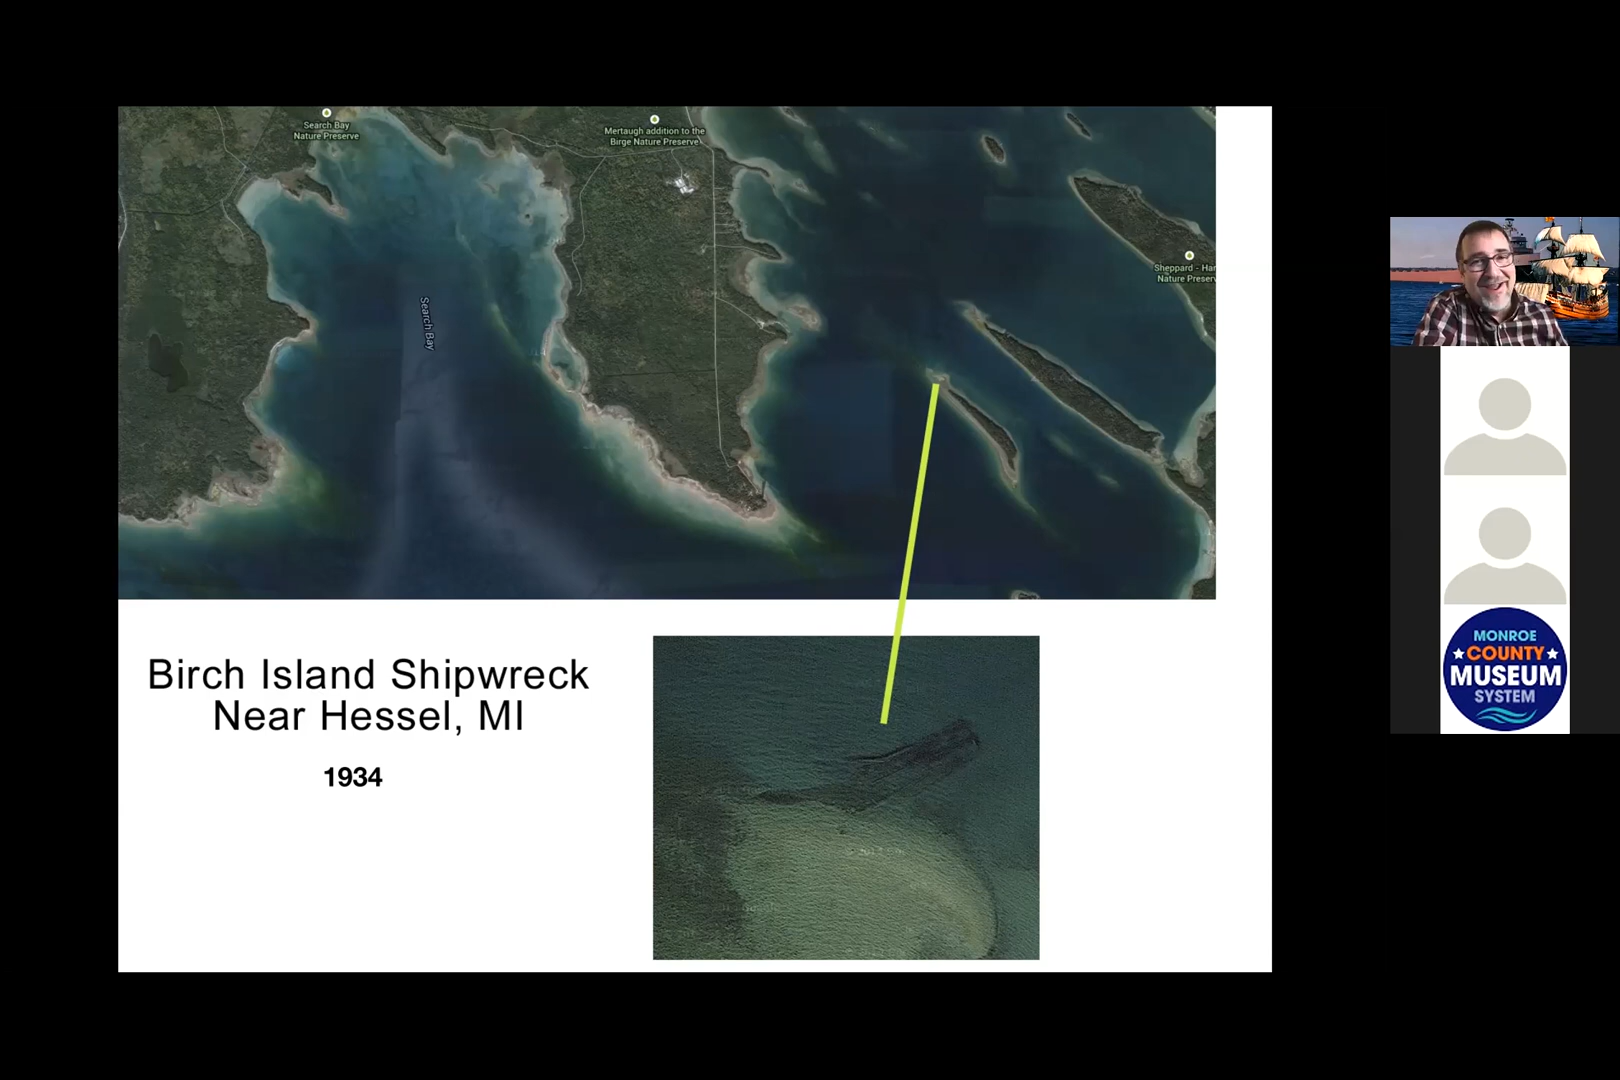 Search Bay
Nature Preserve
Mertaugh addition to the
Birge Nature Preserve
Sheppard - Har
Nature Preserv
Search Bay
Birch Island Shipwreck
Near Hessel, MI
1934
MONROE
COUNTY
MUSEUM
SYSTEM